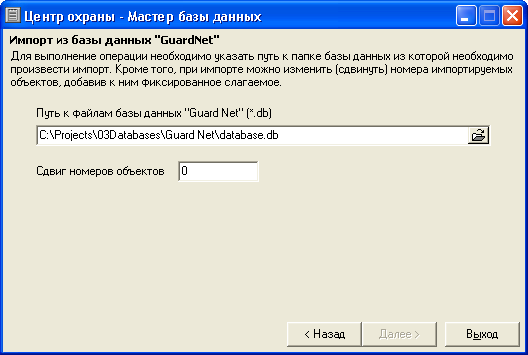 Центр охраны - Мастер базы данных
Импорт из базы данных "GuardNet"
Для выполнение операции необходимо указать путь к папке базы данных из которой необходимо
произвести импорт. Кроме того, при импорте можно изменить (сдвинуть) номера импортируемых
объектов, добавив к ним фиксированное слагаемое.
Путь к файлам базы данных "Guard Net" (*.db)
C:\Projects\03Databases\Guard Net\database.db
Сдвиг номеров объектов 0
< Назад Далее > Выход